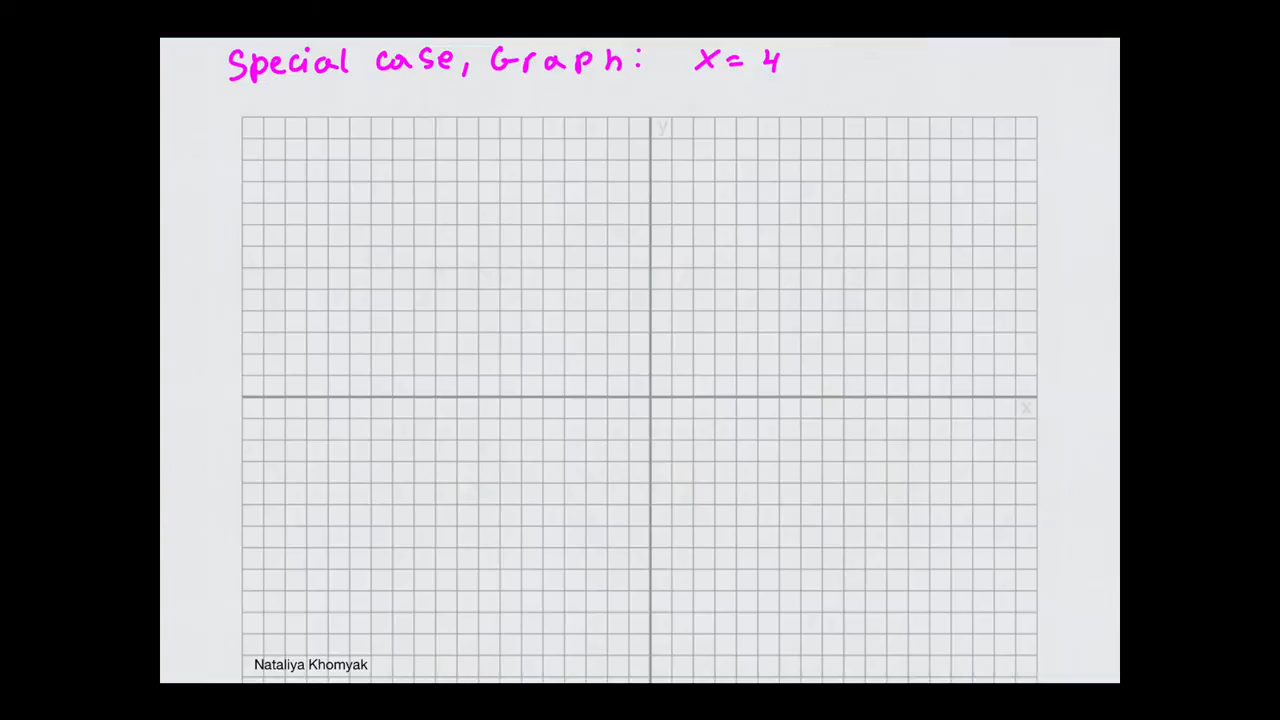 Special case, Graph: x = 4
y
x
Nataliya Khomyak